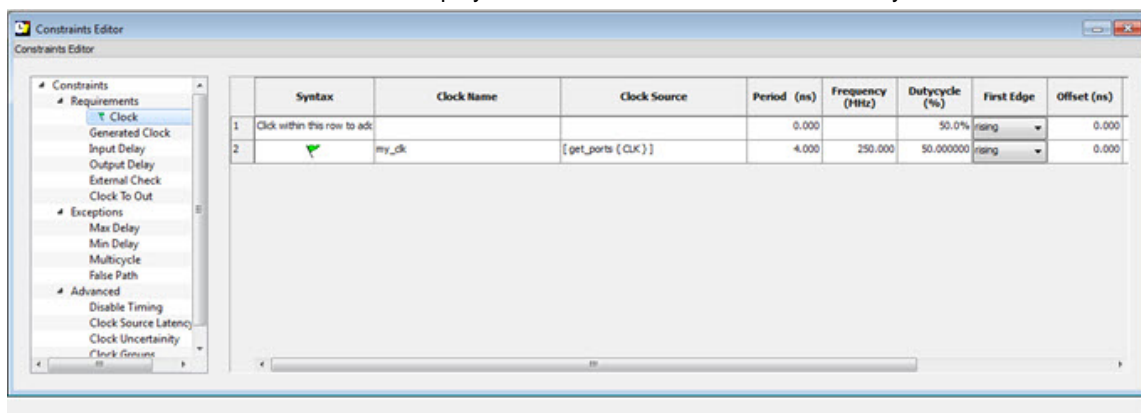 Constraints Editor
Constraints Editor
Constraints
Requirements
Clock
Generated Clock
Input Delay
Output Delay
External Check
Clock To Out
Exceptions
Max Delay
Min Delay
Multicycle
False Path
Advanced
Disable Timing
Clock Source Latency
Clock Uncertainity
Clock Groups
Syntax Clock Name Clock Source Period (ns) Frequency (MHz) Dutycycle (%) First Edge Offset (ns)
1 Click within this row to add 0.000 50.0% rising 0.000
2 my_clk [ get_ports { CLK } ] 4.000 250.000 50.000000 rising 0.000